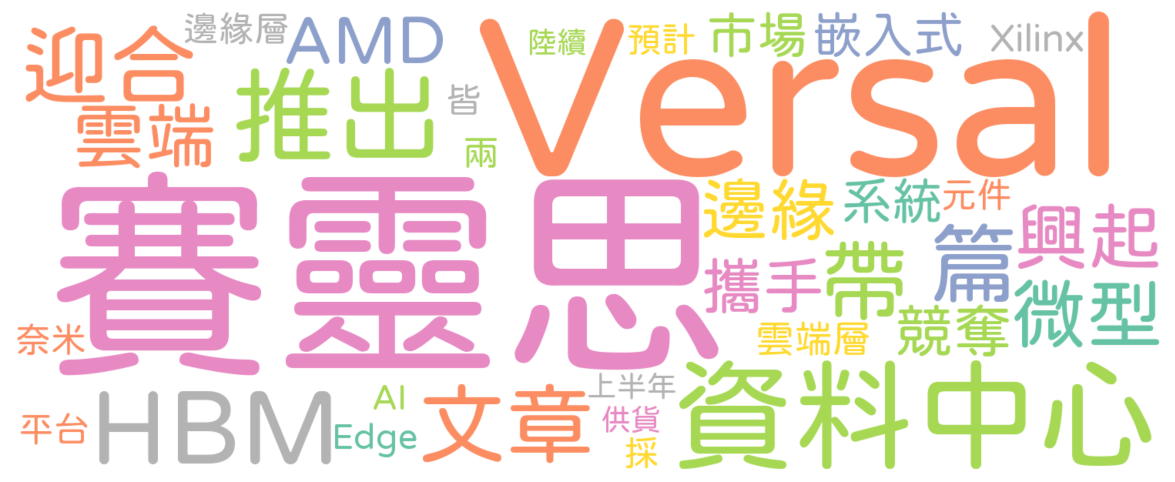 迎合
邊緣層
AMD
Versal
陸續
預計
市場
嵌入式
Xilinx
雲端
推出
皆
兩
賽靈思
邊緣
系統
元件
攜手
帶
篇
興起
奈米
雲端層
競奪
微型
平台
HBM
AI
Edge
文章
上半年
供貨
採
資料中心